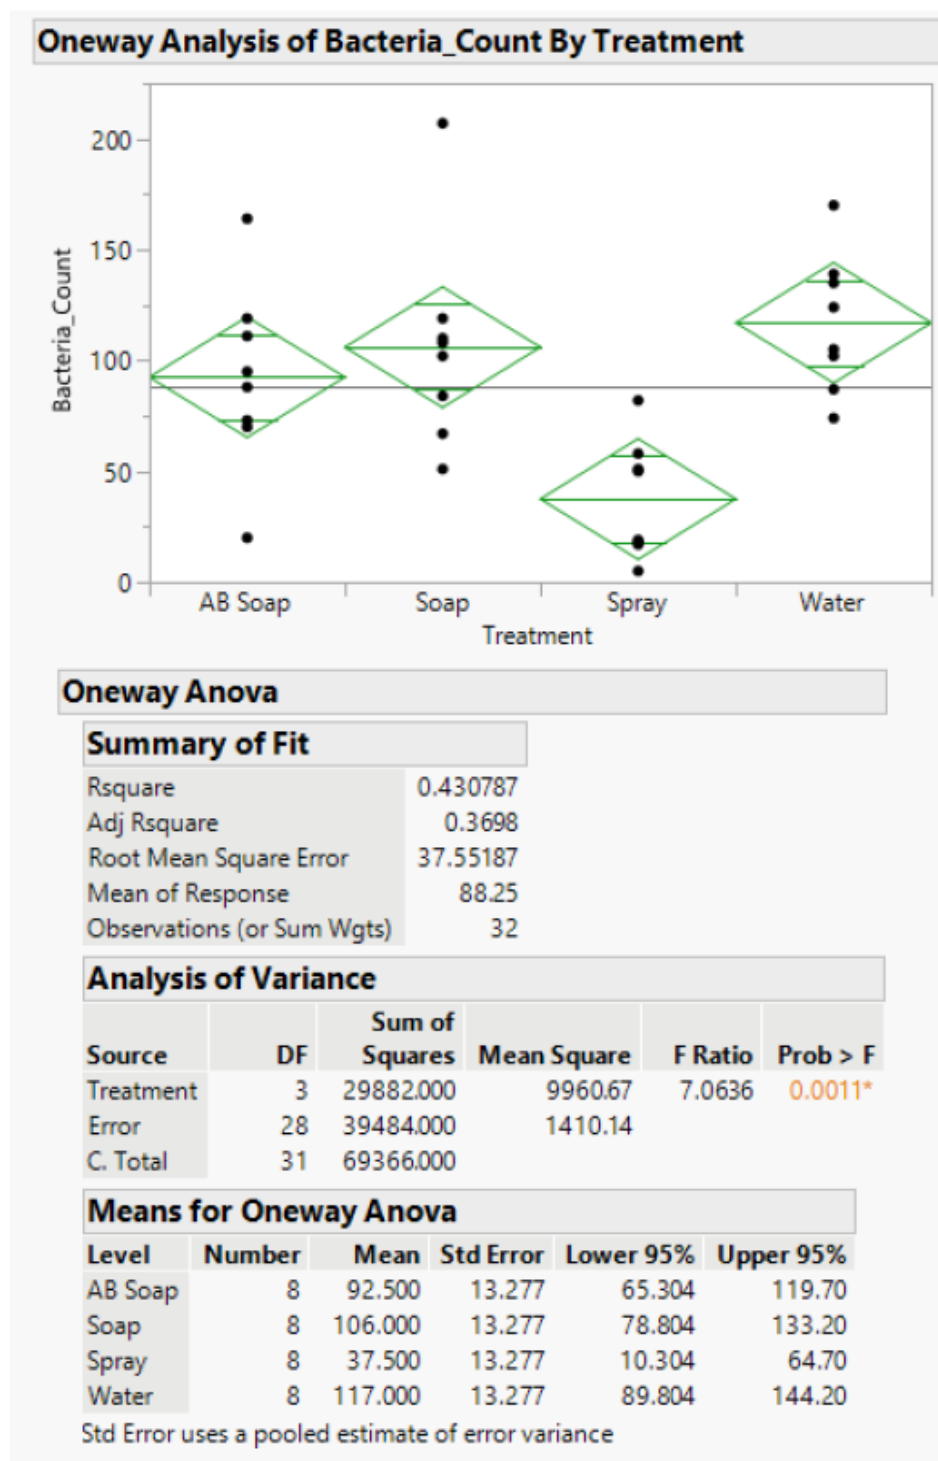 Oneway Analysis of Bacteria_Count By Treatment
200
150
100
50
0
Bacteria_Count
AB Soap Soap Spray Water
Treatment
Oneway Anova
Summary of Fit
Rsquare 0.430787
Adj Rsquare 0.3698
Root Mean Square Error 37.55187
Mean of Response 88.25
Observations (or Sum Wgts) 32
Analysis of Variance
Sum of
Source DF Squares Mean Square F Ratio Prob > F
Treatment 3 29882.000 9960.67 7.0636 0.0011*
Error 28 39484.000 1410.14
C. Total 31 69366.000
Means for Oneway Anova
Level Number Mean Std Error Lower 95% Upper 95%
AB Soap 8 92.500 13.277 65.304 119.70
Soap 8 106.000 13.277 78.804 133.20
Spray 8 37.500 13.277 10.304 64.70
Water 8 117.000 13.277 89.804 144.20
Std Error uses a pooled estimate of error variance